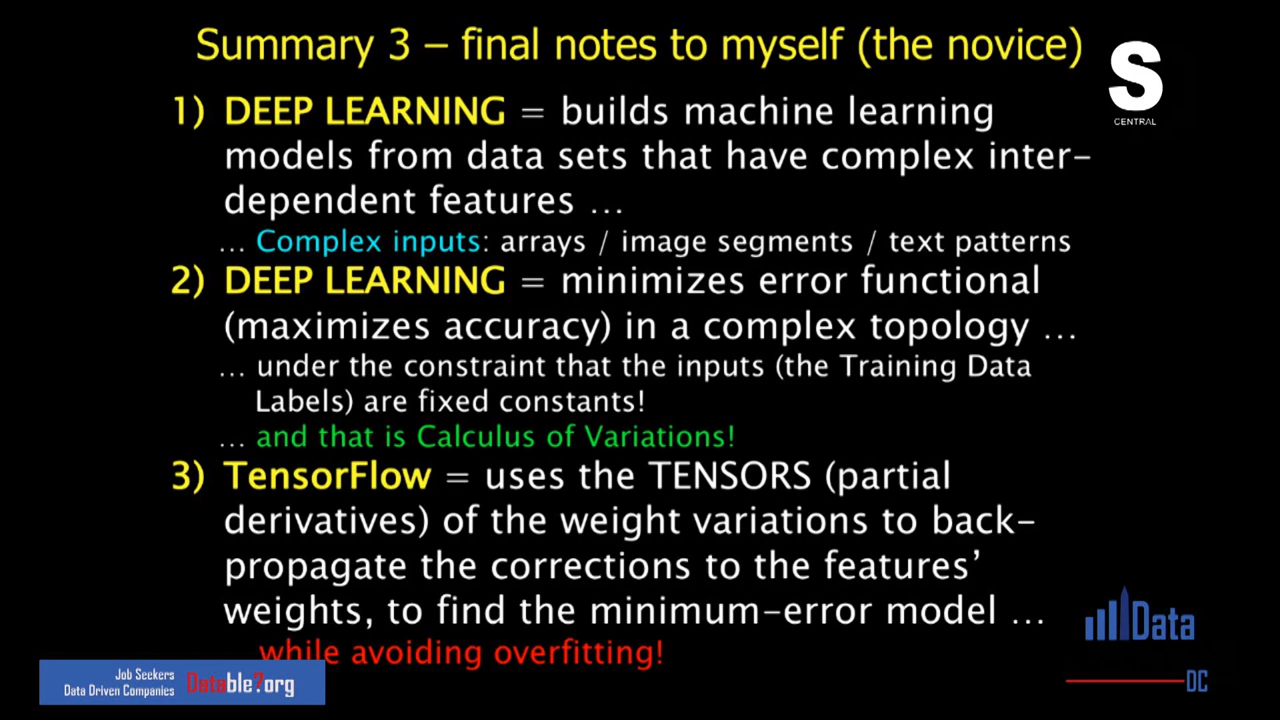 Summary 3 – final notes to myself (the novice)
S
CENTRAL
1) DEEP LEARNING = builds machine learning
models from data sets that have complex inter-
dependent features …
… Complex inputs: arrays / image segments / text patterns
2) DEEP LEARNING = minimizes error functional
(maximizes accuracy) in a complex topology …
… under the constraint that the inputs (the Training Data
Labels) are fixed constants!
… and that is Calculus of Variations!
3) TensorFlow = uses the TENSORS (partial
derivatives) of the weight variations to back-
propagate the corrections to the features’
weights, to find the minimum-error model …
while avoiding overfitting!
Job Seekers
Data Driven Companies
Datable?org
Data
DC